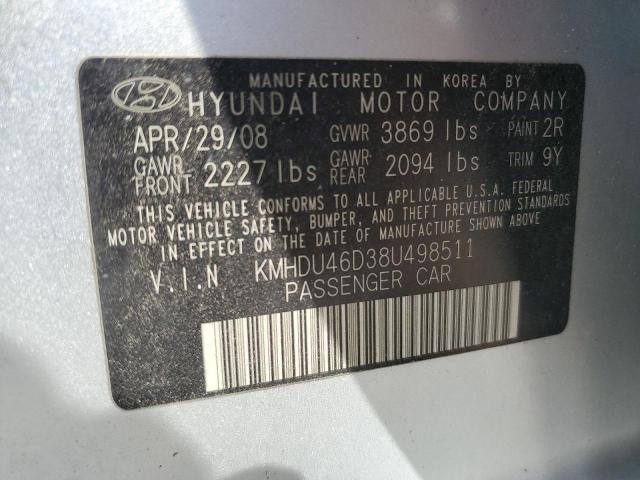 MANUFACTURED IN KOREA BY
HYUNDAI MOTOR COMPANY
APR/29/08 GVWR 3869 lbs PAINT 2R
GAWR FRONT 2227 lbs GAWR REAR 2094 lbs TRIM 9Y
THIS VEHICLE CONFORMS TO ALL APPLICABLE U.S.A. FEDERAL
MOTOR VEHICLE SAFETY, BUMPER, AND THEFT PREVENTION STANDARDS
IN EFFECT ON THE DATE OF MANUFACTURE SHOWN ABOVE
V.I.N KMHDU46D38U498511
PASSENGER CAR